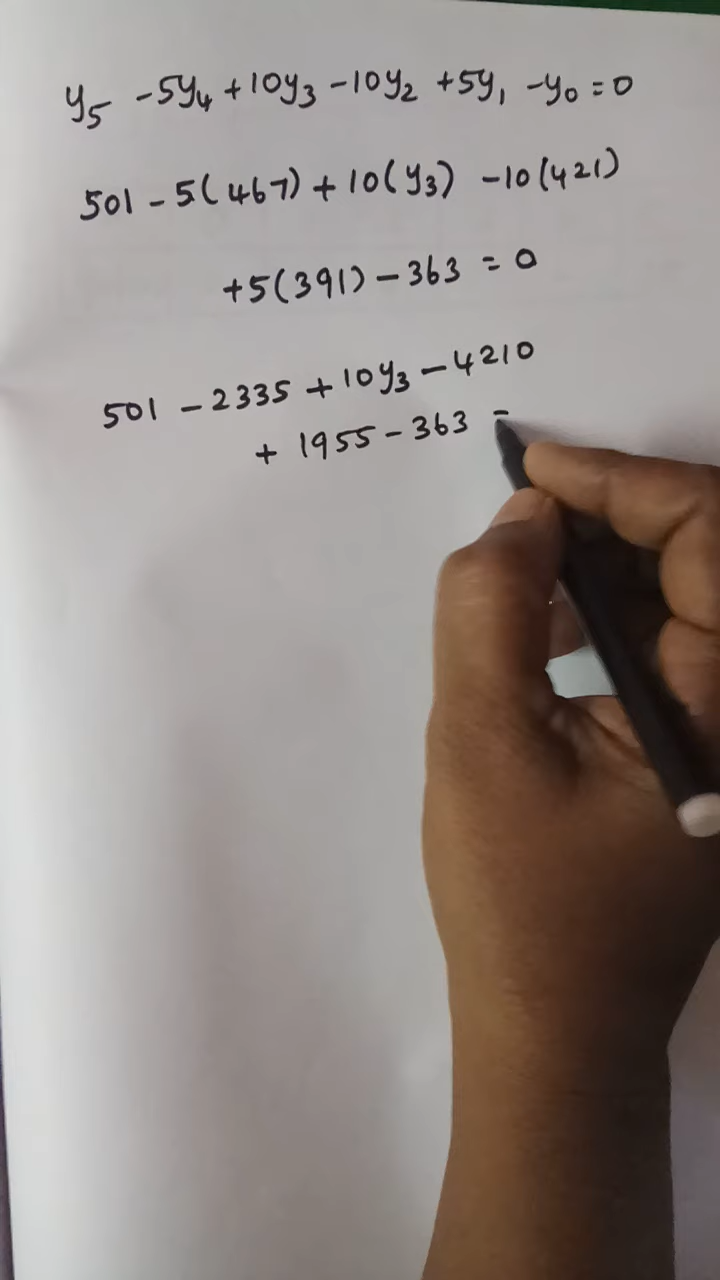 y₅ -5y₄ +10y₃ -10y₂ +5y₁ -y₀ = 0
501 - 5(467) + 10(y₃) - 10(421)
+5(391) - 363 = 0
501 - 2335 + 10y₃ - 4210
+ 1955 - 363 =